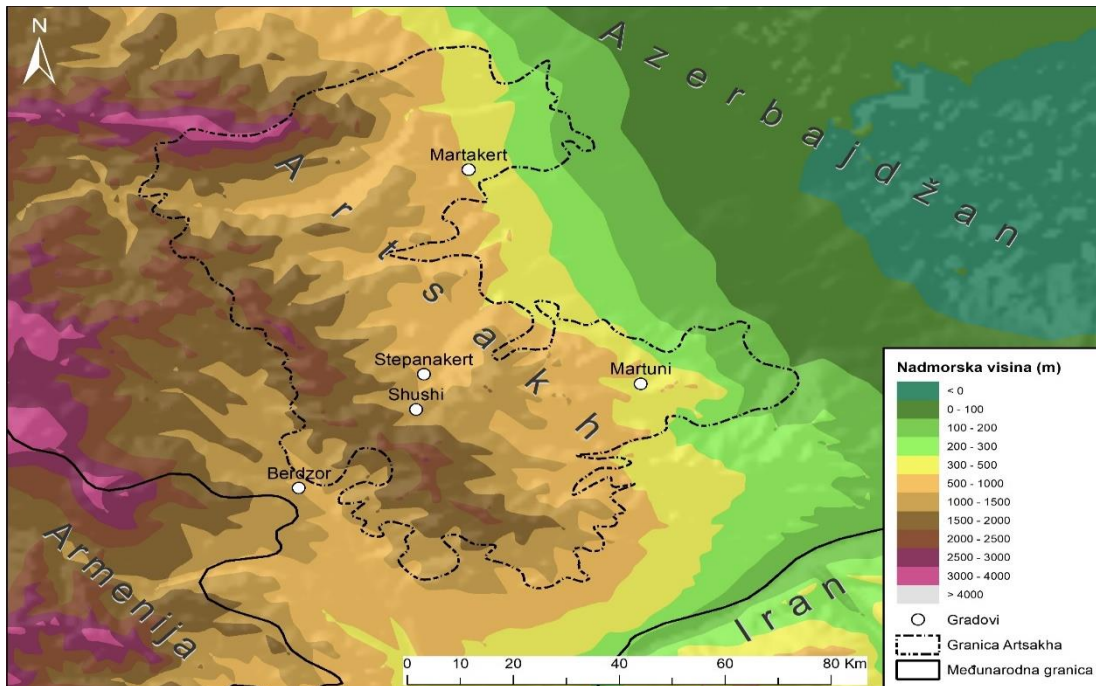 N
Azerbajdžan
Artsakh
Martakert
Stepanakert
Shushi
Martuni
Berdzor
Armenija
Iran
Nadmorska visina (m)
< 0
0 - 100
100 - 200
200 - 300
300 - 500
500 - 1000
1000 - 1500
1500 - 2000
2000 - 2500
2500 - 3000
3000 - 4000
> 4000
Gradovi
Granica Artsakha
Međunarodna granica
0 10 20 40 60 80 Km